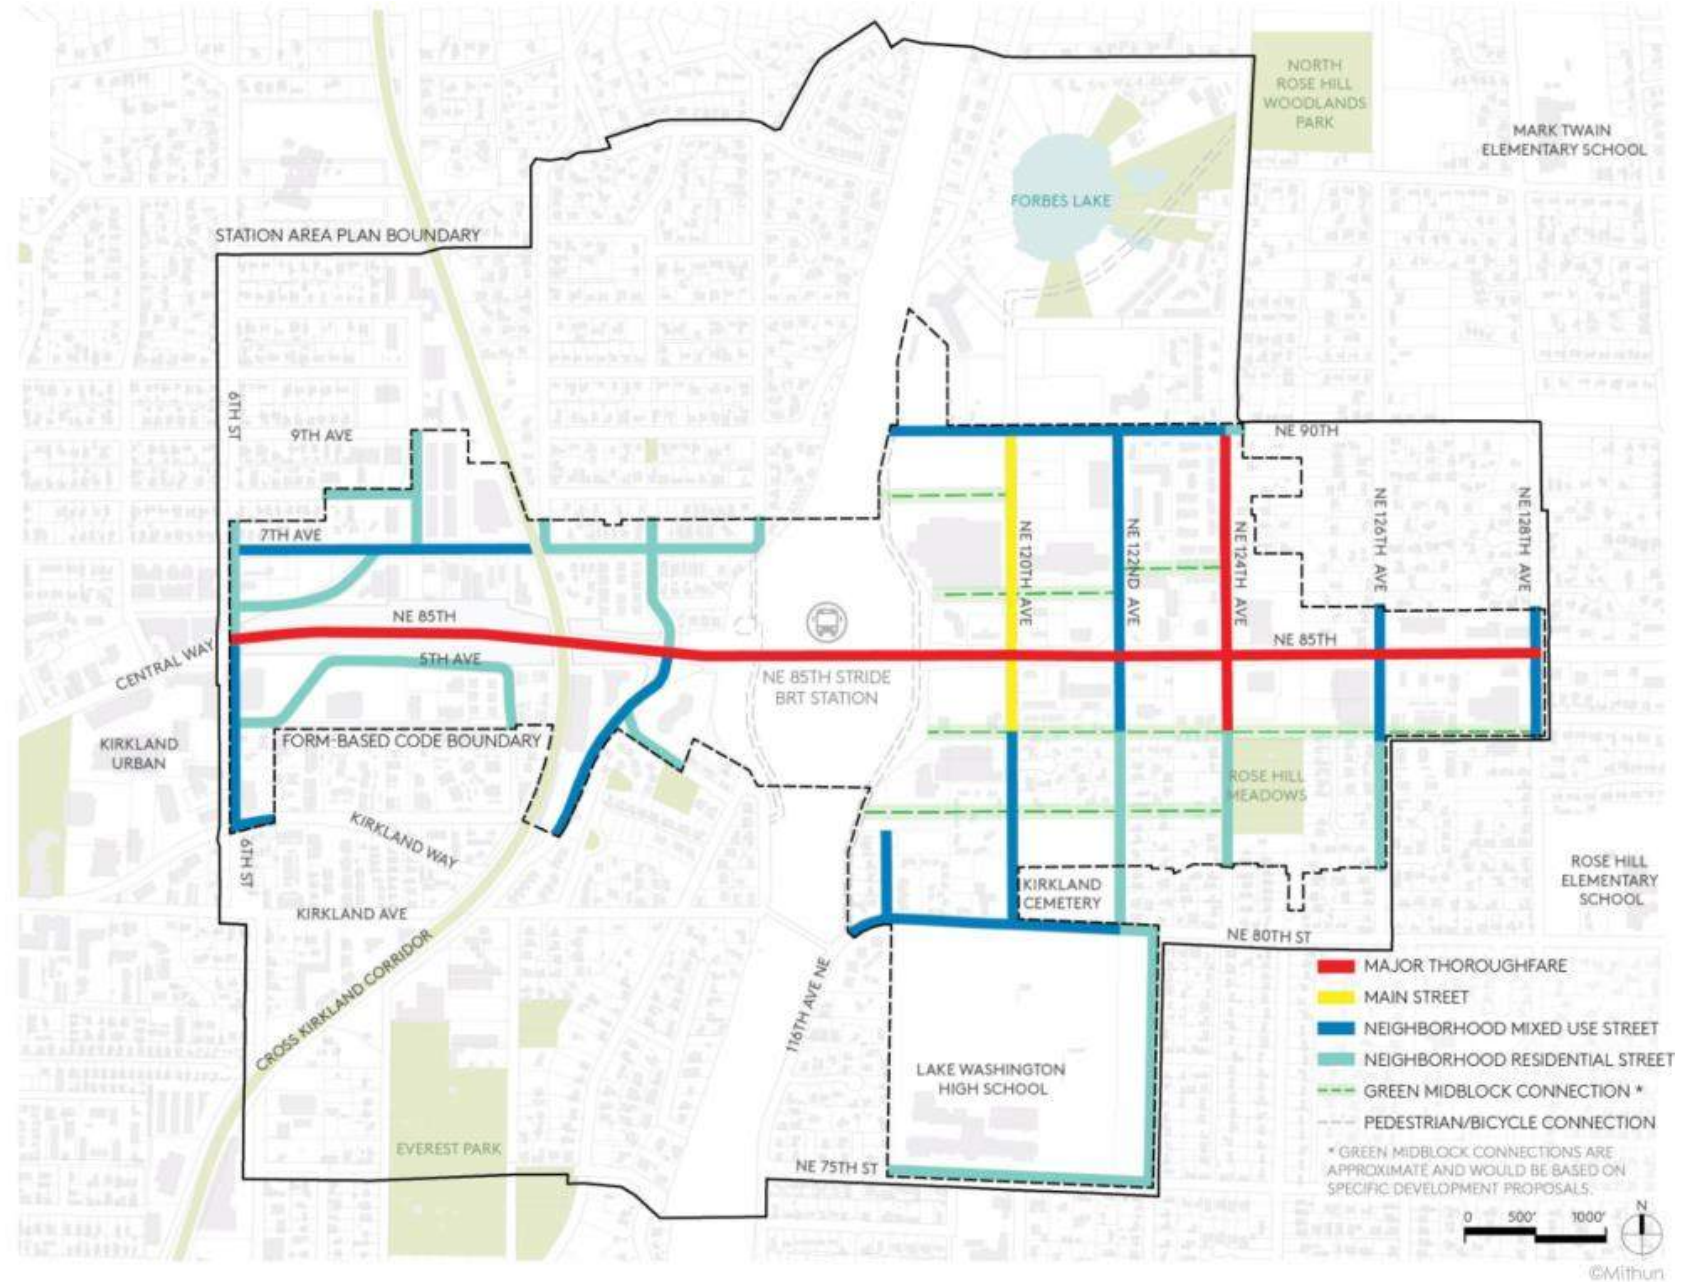 NORTH
ROSE HILL
WOODLANDS
PARK
MARK TWAIN
ELEMENTARY SCHOOL
FORBES LAKE
STATION AREA PLAN BOUNDARY
6TH ST
9TH AVE
NE 90TH
7TH AVE
NE 120TH AVE
NE 122ND AVE
NE 124TH AVE
NE 126TH AVE
NE 128TH AVE
NE 85TH
NE 85TH
CENTRAL WAY
5TH AVE
NE 85TH STRIDE
BRT STATION
KIRKLAND
URBAN
FORM-BASED CODE BOUNDARY
ROSE HILL
MEADOWS
KIRKLAND WAY
6TH ST
KIRKLAND
CEMETERY
ROSE HILL
ELEMENTARY
SCHOOL
KIRKLAND AVE
NE 80TH ST
CROSS KIRKLAND CORRIDOR
116TH AVE NE
LAKE WASHINGTON
HIGH SCHOOL
EVEREST PARK
NE 75TH ST
MAJOR THOROUGHFARE
MAIN STREET
NEIGHBORHOOD MIXED USE STREET
NEIGHBORHOOD RESIDENTIAL STREET
GREEN MIDBLOCK CONNECTION *
PEDESTRIAN/BICYCLE CONNECTION
* GREEN MIDBLOCK CONNECTIONS ARE
APPROXIMATE AND WOULD BE BASED ON
SPECIFIC DEVELOPMENT PROPOSALS.
0 500' 1000'
N
©Mithun